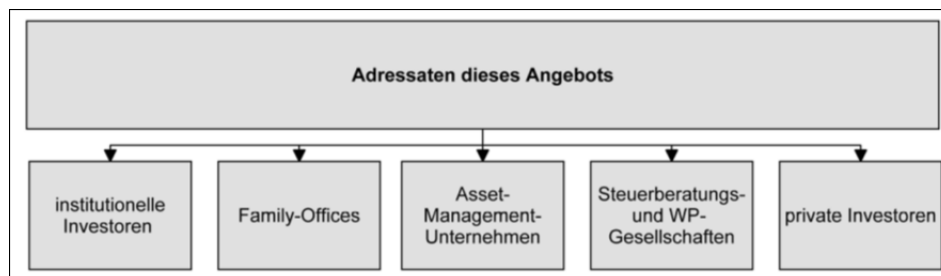 Adressaten dieses Angebots
institutionelle
Investoren
Family-Offices
Asset-
Management-
Unternehmen
Steuerberatungs-
und WP-
Gesellschaften
private Investoren